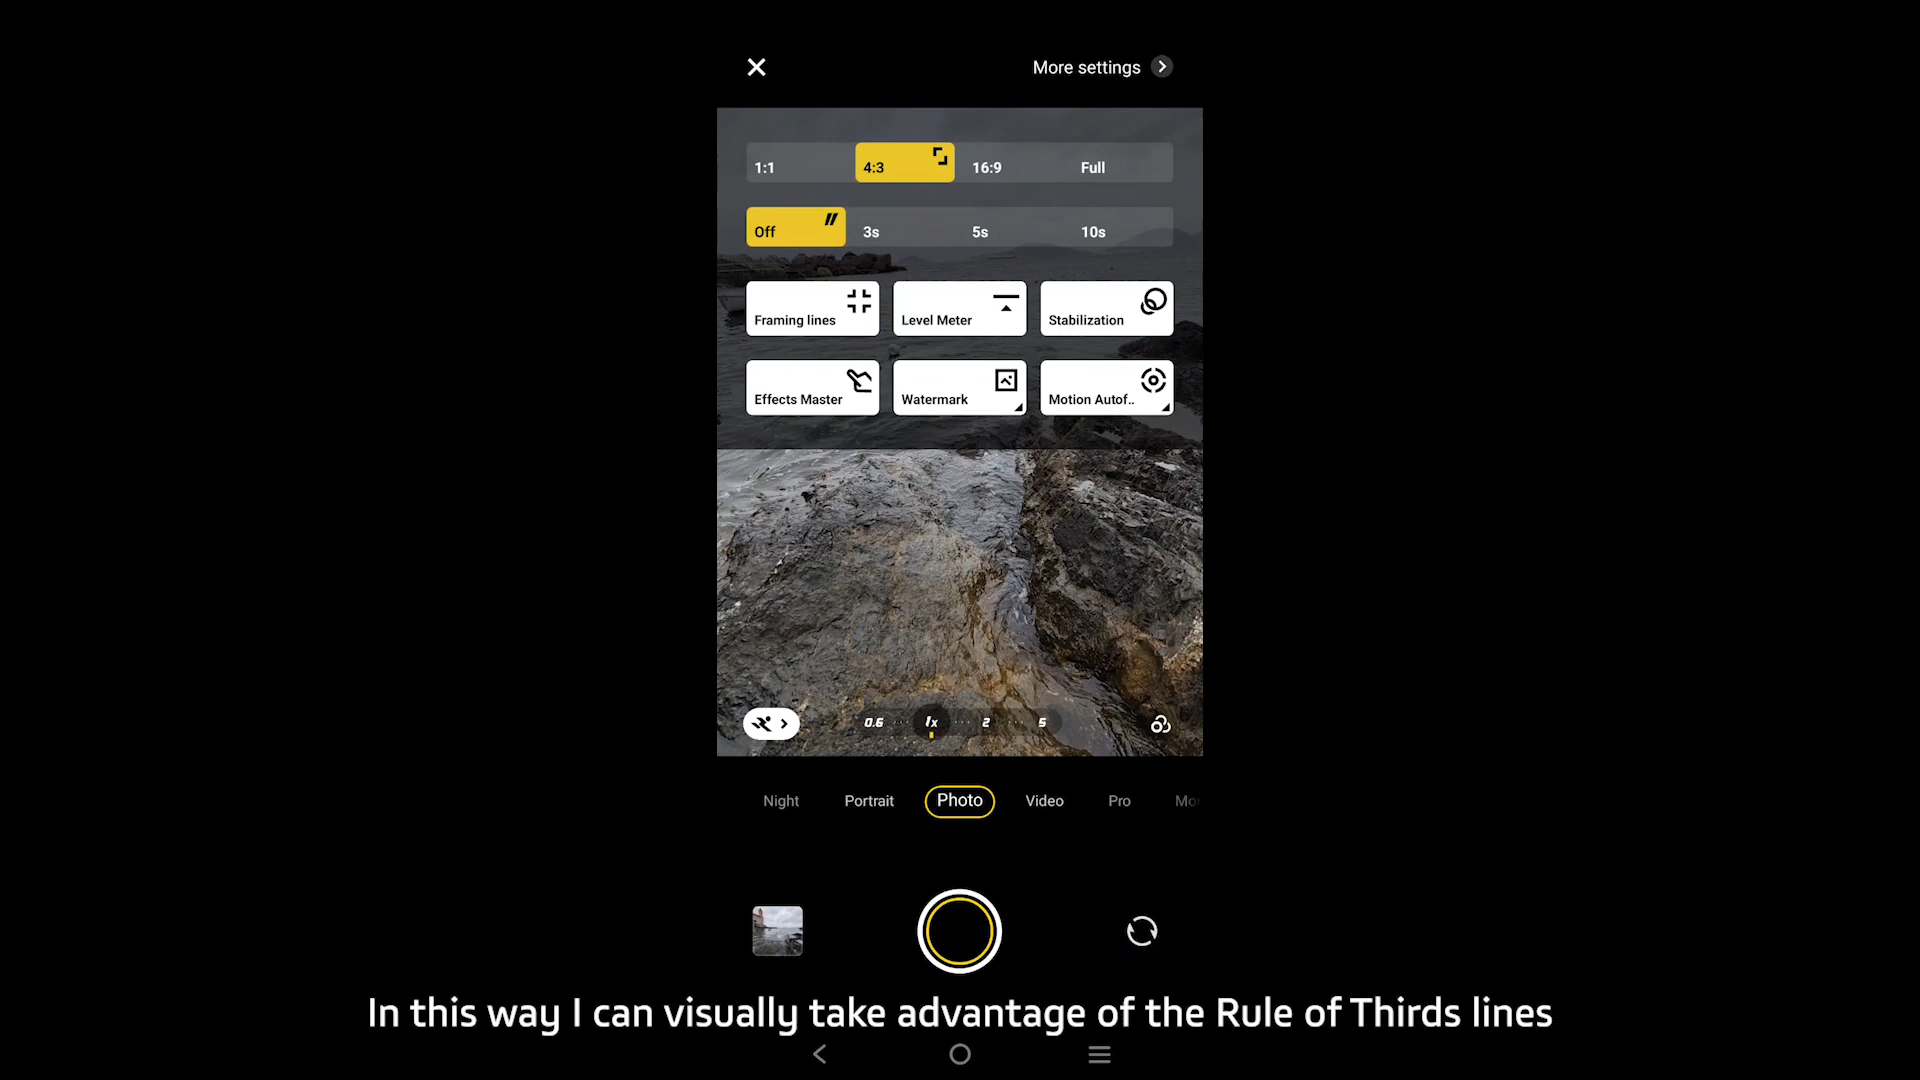 More settings
1:1 4:3 16:9 Full
Off 3s 5s 10s
Framing lines Level Meter Stabilization
Effects Master Watermark Motion Autof..
0.6 1x 2 5
Night Portrait Photo Video Pro Mor
In this way I can visually take advantage of the Rule of Thirds lines